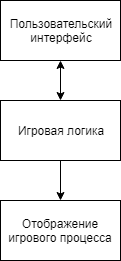 Пользовательский
интерфейс
Игровая логика
Отображение
игрового процесса